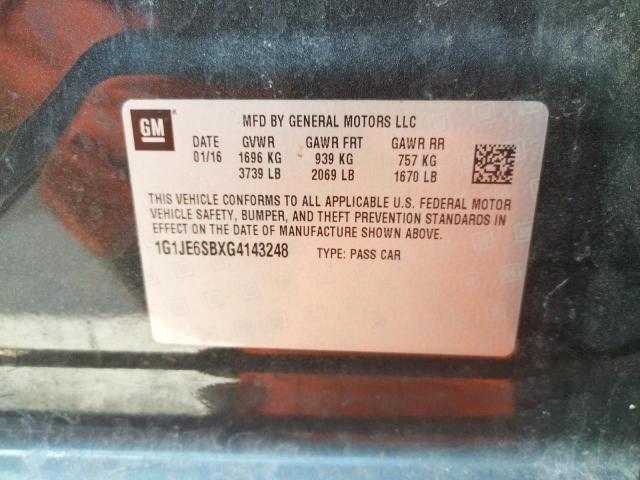 GM
MFD BY GENERAL MOTORS LLC
DATE GVWR GAWR FRT GAWR RR
01/16 1696 KG 939 KG 757 KG
3739 LB 2069 LB 1670 LB
THIS VEHICLE CONFORMS TO ALL APPLICABLE U.S. FEDERAL MOTOR
VEHICLE SAFETY, BUMPER, AND THEFT PREVENTION STANDARDS IN
EFFECT ON THE DATE OF MANUFACTURE SHOWN ABOVE.
1G1JE6SBXG4143248 TYPE: PASS CAR